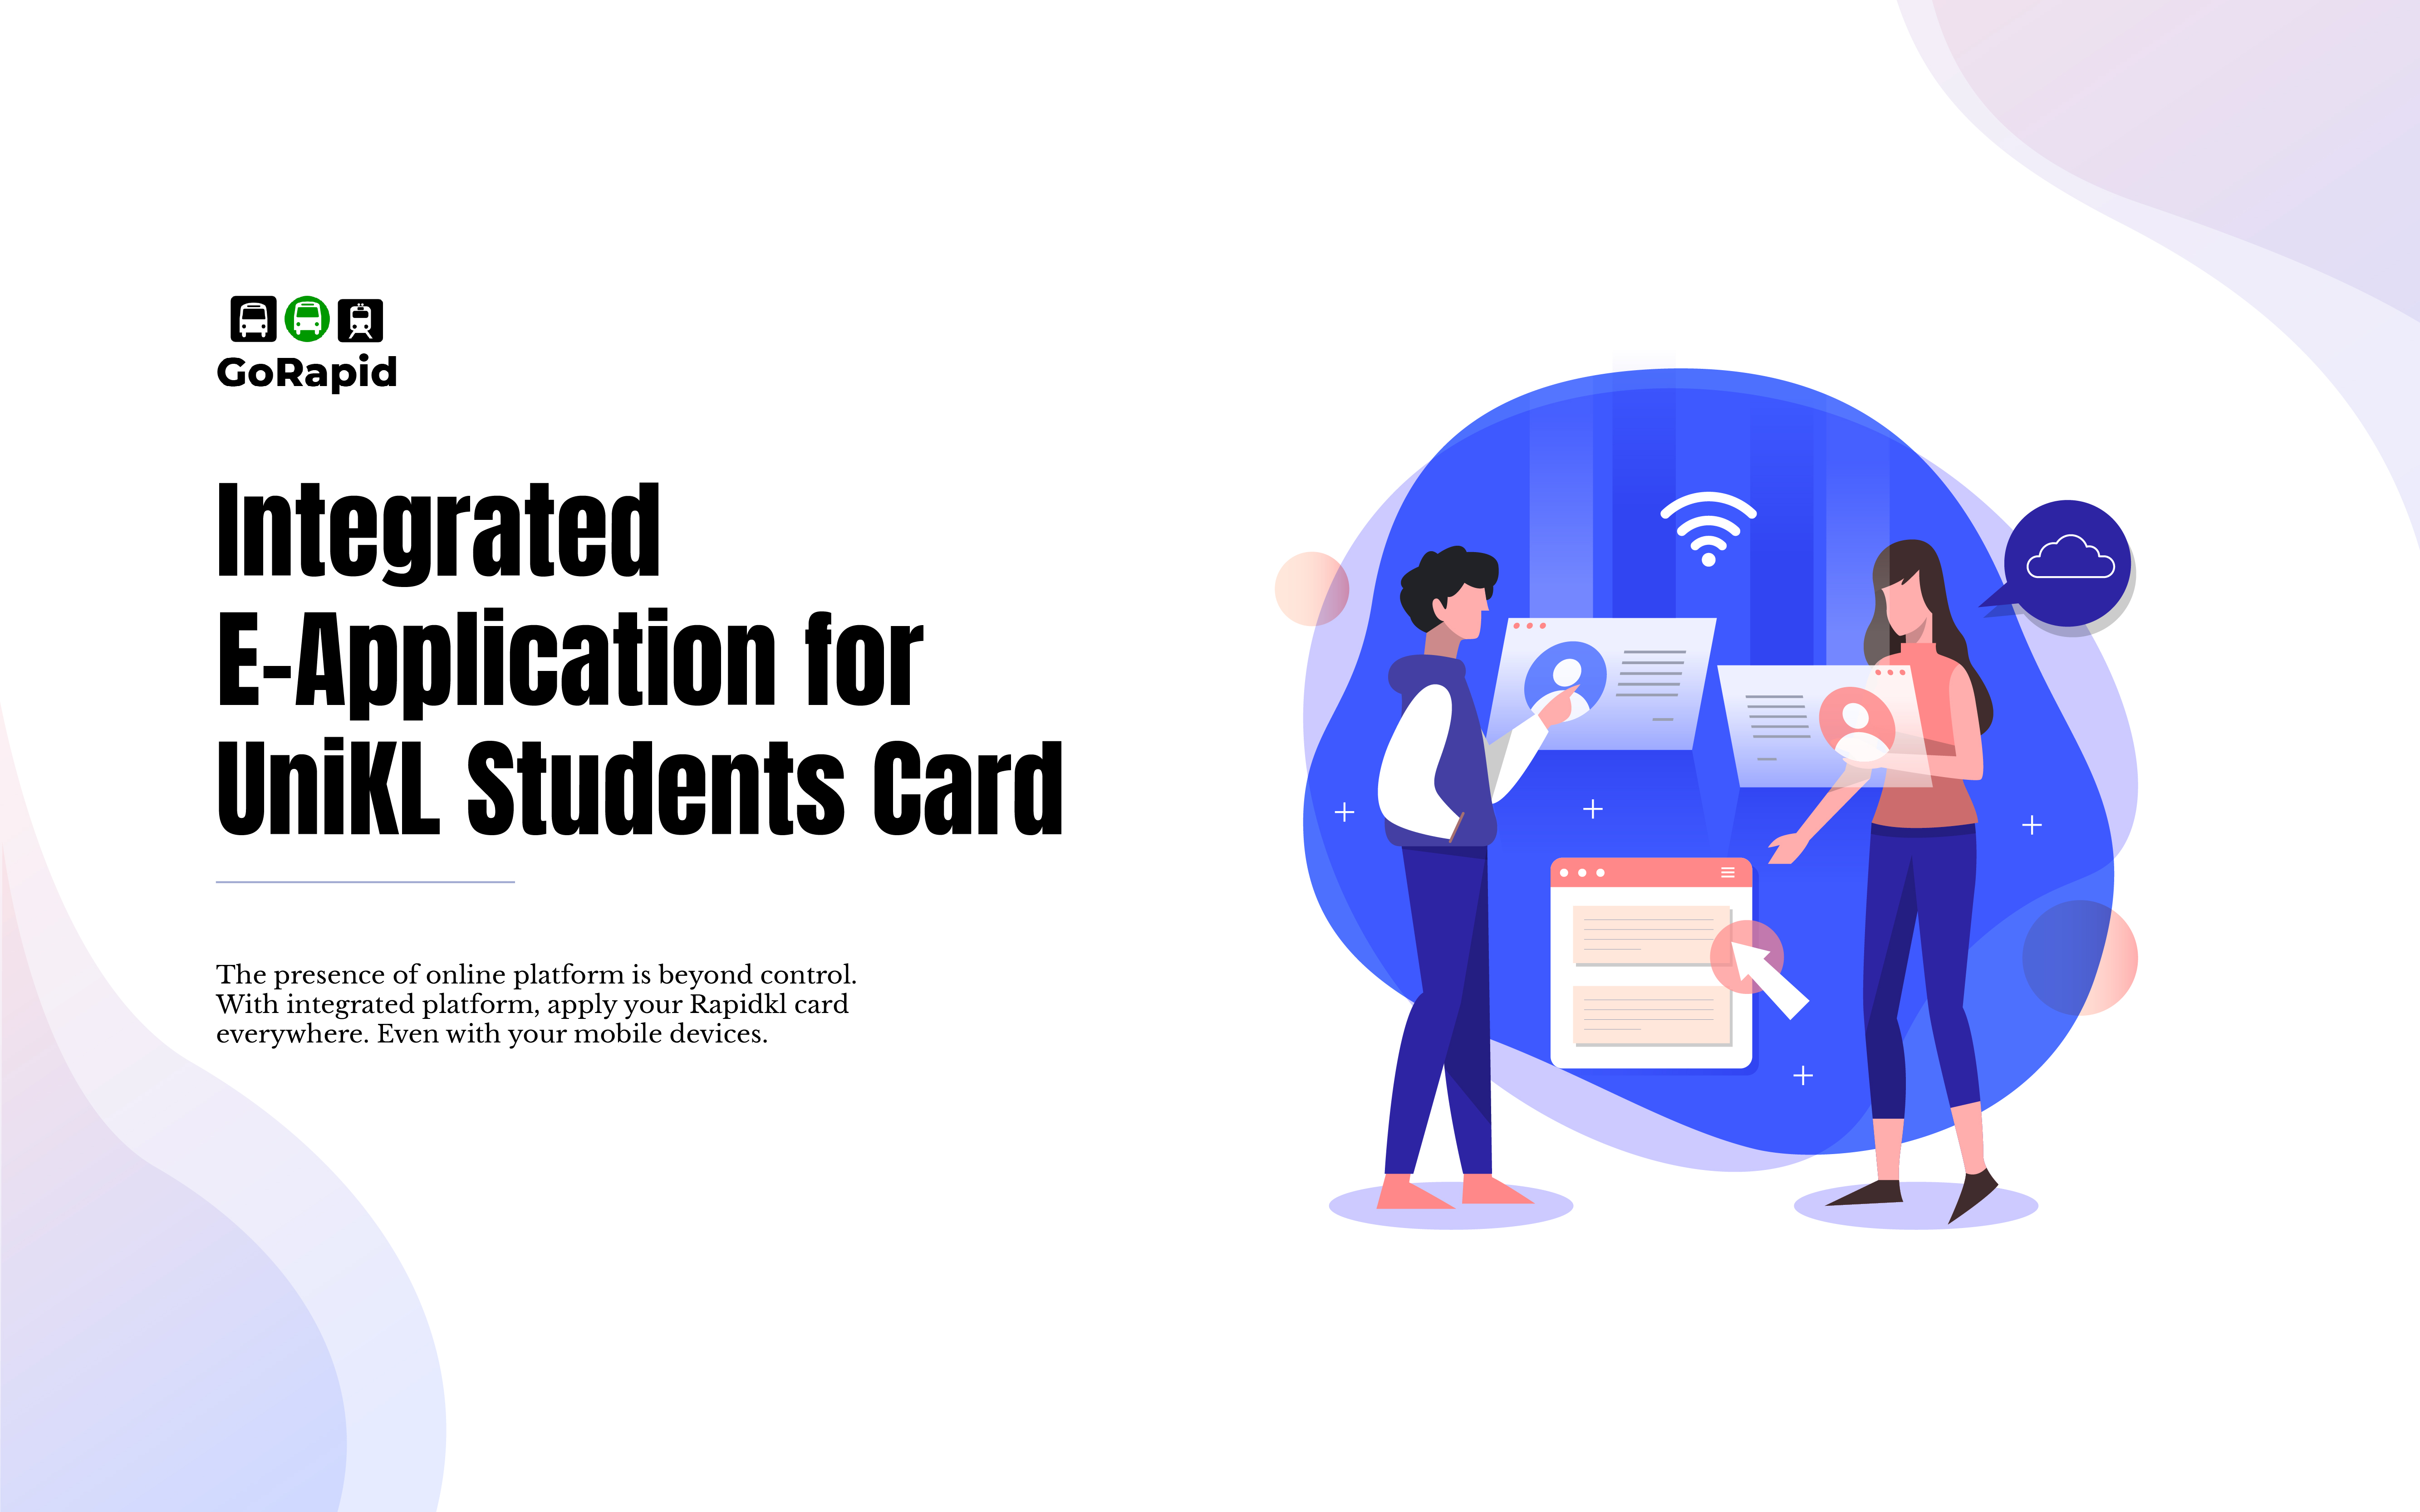 GoRapid
Integrated
E-Application for
UniKL Students Card
The presence of online platform is beyond control.
With integrated platform, apply your Rapidkl card
everywhere. Even with your mobile devices.